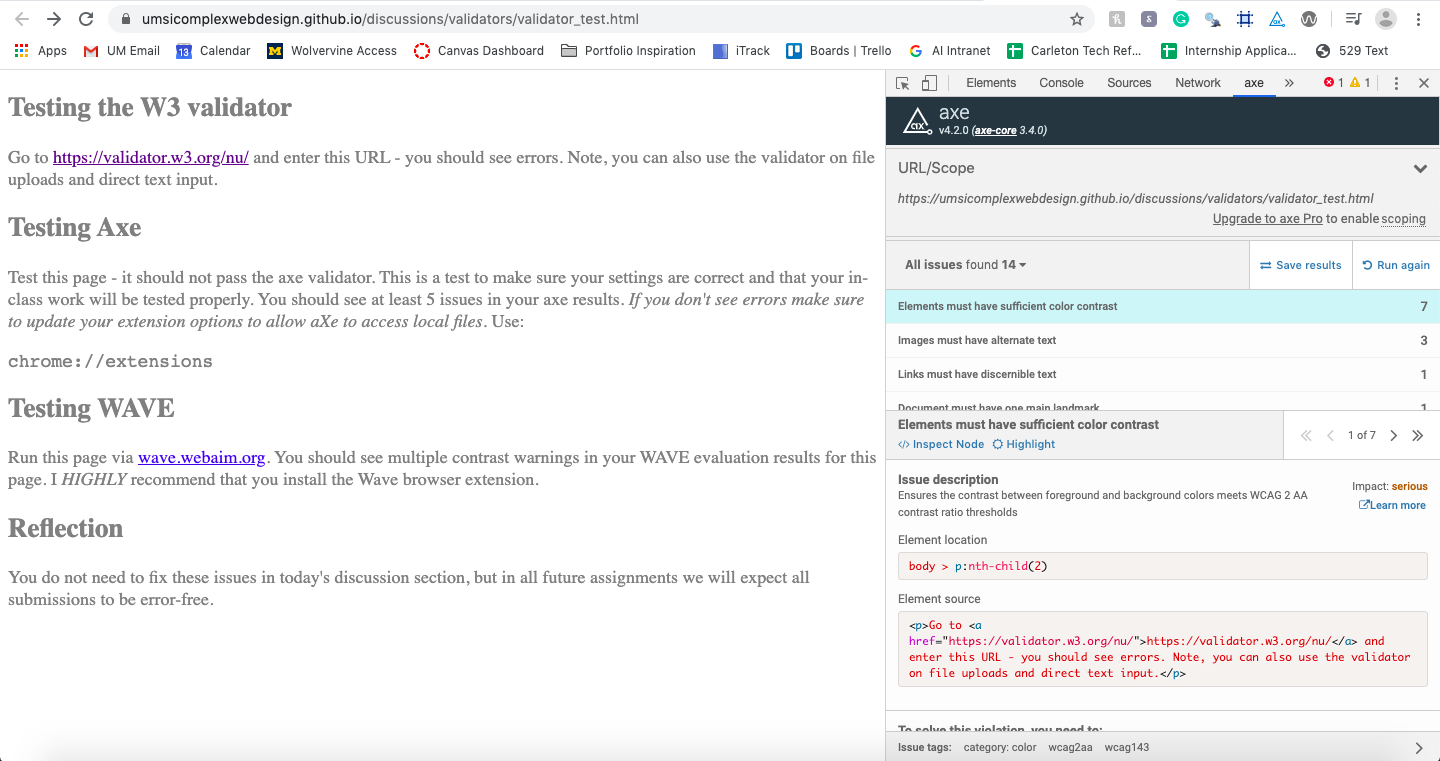 umsicomplexwebdesign.github.io/discussions/validators/validator_test.html
Apps
UM Email
13 Calendar
M Wolvervine Access
Canvas Dashboard
Portfolio Inspiration
iTrack
Boards | Trello
AI Intranet
Carleton Tech Ref...
Internship Applica...
529 Text
Testing the W3 validator
Go to https://validator.w3.org/nu/ and enter this URL - you should see errors. Note, you can also use the validator on file
uploads and direct text input.
Testing Axe
Test this page - it should not pass the axe validator. This is a test to make sure your settings are correct and that your in-
class work will be tested properly. You should see at least 5 issues in your axe results. If you don't see errors make sure
to update your extension options to allow aXe to access local files. Use:
chrome://extensions
Testing WAVE
Run this page via wave.webaim.org. You should see multiple contrast warnings in your WAVE evaluation results for this
page. I HIGHLY recommend that you install the Wave browser extension.
Reflection
You do not need to fix these issues in today's discussion section, but in all future assignments we will expect all
submissions to be error-free.
Elements Console Sources Network axe » 1 1
axe
v4.2.0 (axe-core 3.4.0)
URL/Scope
https://umsicomplexwebdesign.github.io/discussions/validators/validator_test.html
Upgrade to axe Pro to enable scoping
All issues found 14
Save results
Run again
Elements must have sufficient color contrast 7
Images must have alternate text 3
Links must have discernible text 1
Document must have one main landmark 1
Elements must have sufficient color contrast
</> Inspect Node Highlight
1 of 7
Issue description
Ensures the contrast between foreground and background colors meets WCAG 2 AA
contrast ratio thresholds
Impact: serious
Learn more
Element location
body > p:nth-child(2)
Element source
<p>Go to <a
href="https://validator.w3.org/nu/">https://validator.w3.org/nu/</a> and
enter this URL - you should see errors. Note, you can also use the validator
on file uploads and direct text input.</p>
To solve this violation, you need to:
Issue tags: category: color wcag2aa wcag143